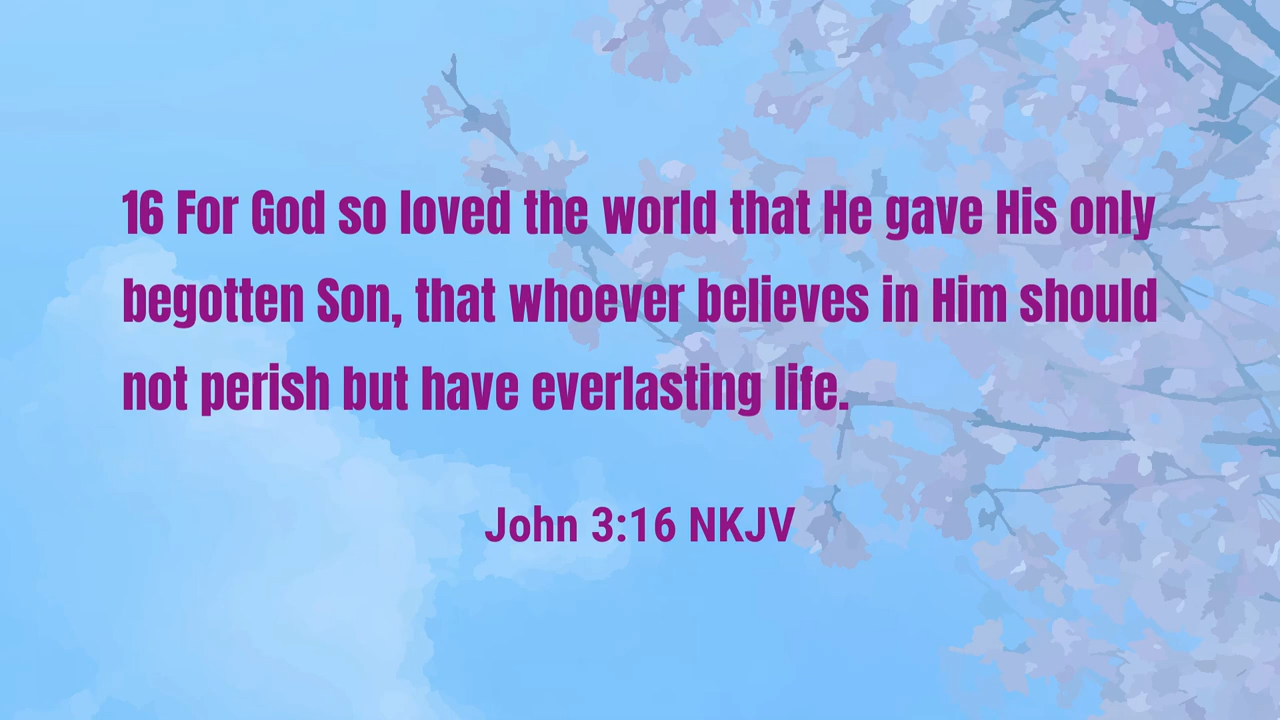 16 For God so loved the world that He gave His only
begotten Son, that whoever believes in Him should
not perish but have everlasting life.
John 3:16 NKJV